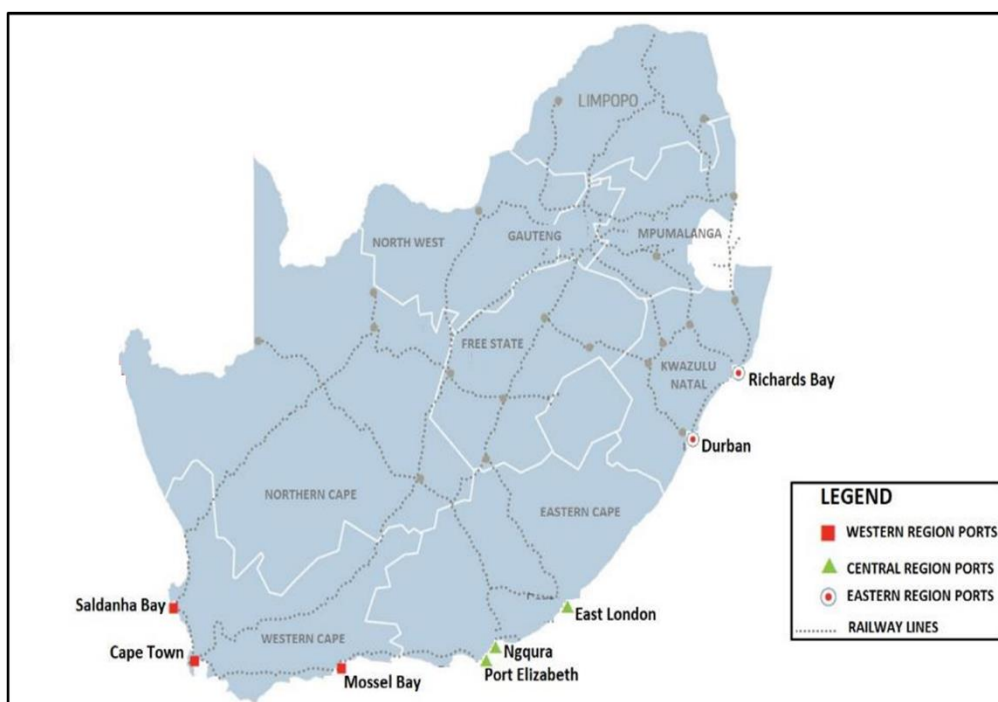 LIMPOPO
NORTH WEST
GAUTENG
MPUMALANGA
FREE STATE
KWAZULU
NATAL
Richards Bay
Durban
NORTHERN CAPE
EASTERN CAPE
LEGEND
WESTERN REGION PORTS
CENTRAL REGION PORTS
EASTERN REGION PORTS
RAILWAY LINES
Saldanha Bay
East London
WESTERN CAPE
Cape Town
Ngqura
Port Elizabeth
Mossel Bay